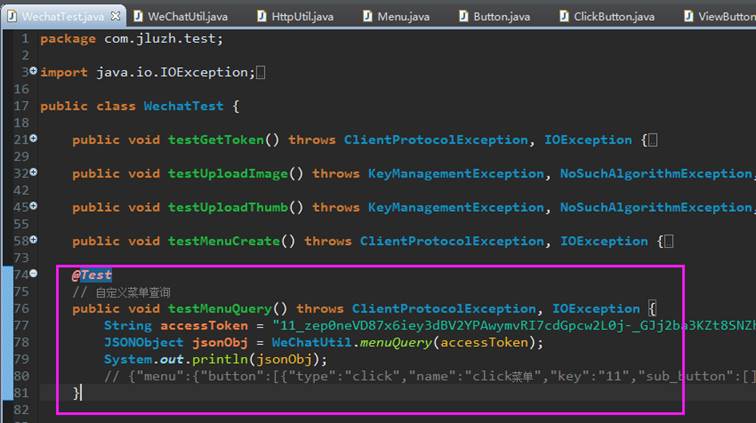 WechatTest.java WeChatUtil.java HttpUtil.java Menu.java Button.java ClickButton.java ViewButton
1 package com.jluzh.test;
2
3 import java.io.IOException;
16
17 public class WechatTest {
18
21 public void testGetToken() throws ClientProtocolException, IOException {
31
32 public void testUploadImage() throws KeyManagementException, NoSuchAlgorithmException,
42
45 public void testUploadThumb() throws KeyManagementException, NoSuchAlgorithmException,
55
58 public void testMenuCreate() throws ClientProtocolException, IOException {
73
74 @Test
75 // 自定义菜单查询
76 public void testMenuQuery() throws ClientProtocolException, IOException {
77 String accessToken = "11_zep0neVD87x6iey3dBV2YPAwymvRI7cdGpcw2L0j-_GJj2ba3KZt8SNZh
78 JSONObject jsonObj = WeChatUtil.menuQuery(accessToken);
79 System.out.println(jsonObj);
80 // {"menu":{"button":[{"type":"click","name":"click菜单","key":"11","sub_button":[]
81 }
82